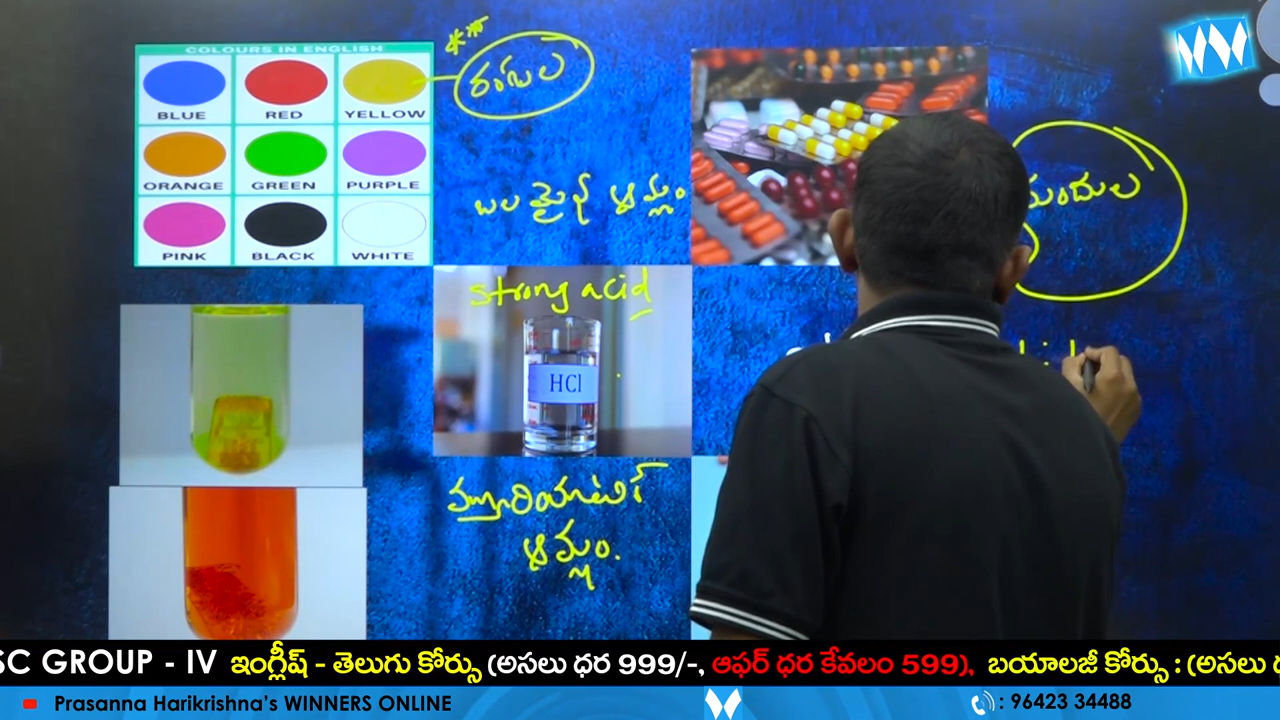 COLOURS IN ENGLISH
BLUE RED YELLOW
ORANGE GREEN PURPLE
PINK BLACK WHITE
రంగుల
బలమైన ఆమ్లం
మందుల
strong acid
HCl
మ్యూరియాటిక్
ఆమ్లం.
SC GROUP - IV ఇంగ్లీష్ - తెలుగు కోర్సు (అసలు ధర 999/-, ఆఫర్ ధర కేవలం 599), బయాలజీ కోర్సు : (అసలు
Prasanna Harikrishna's WINNERS ONLINE
: 96423 34488